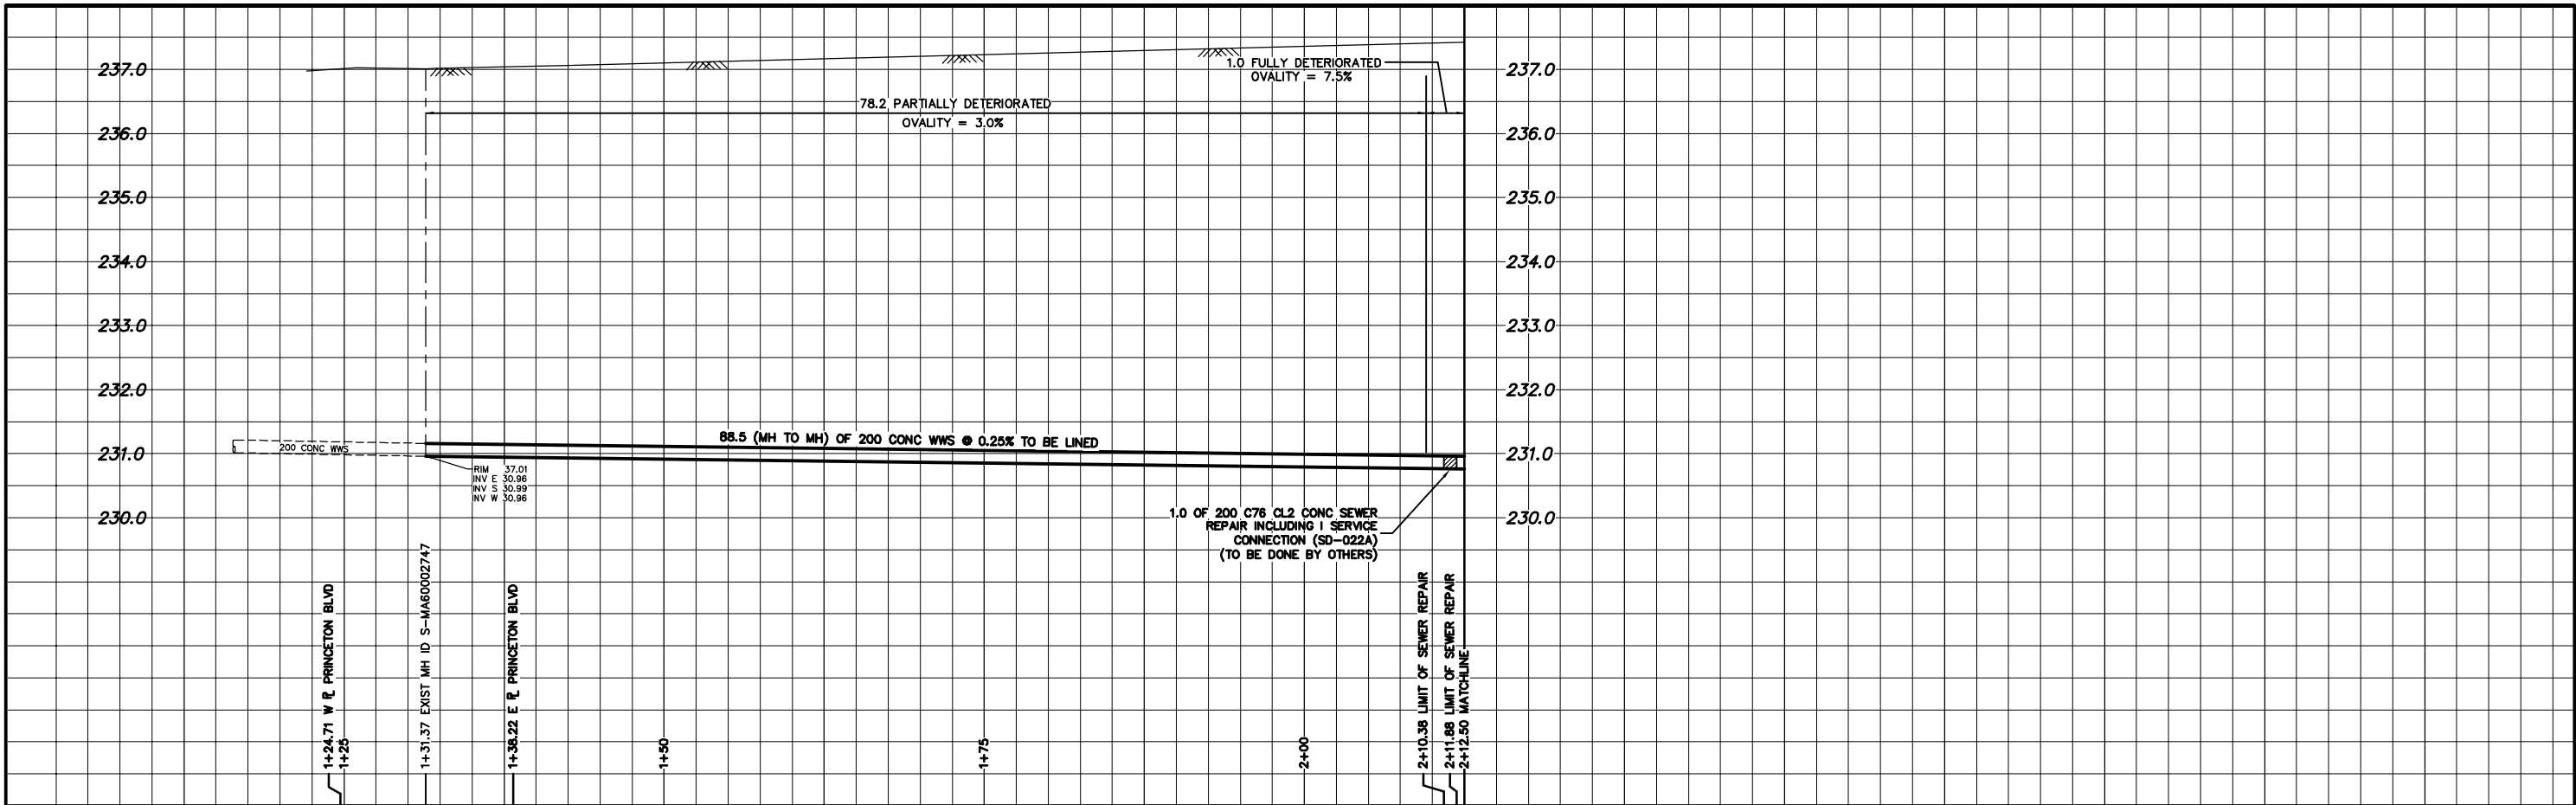 237.0
236.0
235.0
234.0
233.0
232.0
231.0
230.0
1.0 FULLY DETERIORATED
OVALITY = 7.5%
78.2 PARTIALLY DETERIORATED
OVALITY = 3.0%
237.0
236.0
235.0
234.0
233.0
232.0
231.0
230.0
200 CONC WWS
88.5 (MH TO MH) OF 200 CONC WWS @ 0.25% TO BE LINED
RIM 37.01
INV E 30.96
INV S 30.99
INV W 30.96
1.0 OF 200 C76 CL2 CONC SEWER
REPAIR INCLUDING 1 SERVICE
CONNECTION (SD-022A)
(TO BE DONE BY OTHERS)
1+24.71 W ⅊ PRINCETON BLVD
1+25
1+31.37 EXIST MH ID S-MA60002747
1+38.22 E ⅊ PRINCETON BLVD
1+50
1+75
2+00
2+10.38 LIMIT OF SEWER REPAIR
2+11.88 LIMIT OF SEWER REPAIR
2+12.50 MATCHLINE